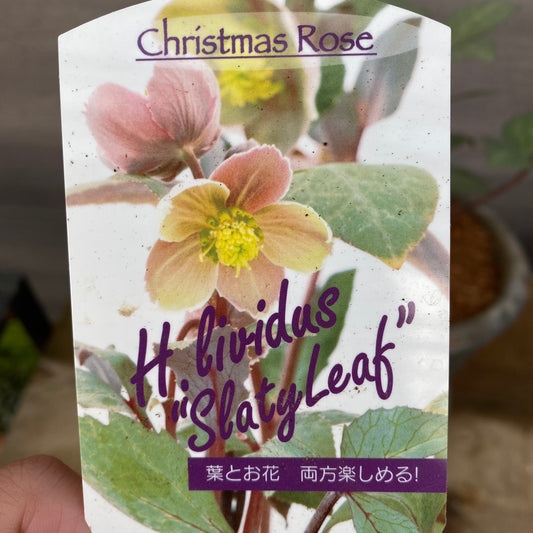 Christmas Rose
H. lividus
"Slaty Leaf"
葉とお花　両方楽しめる!